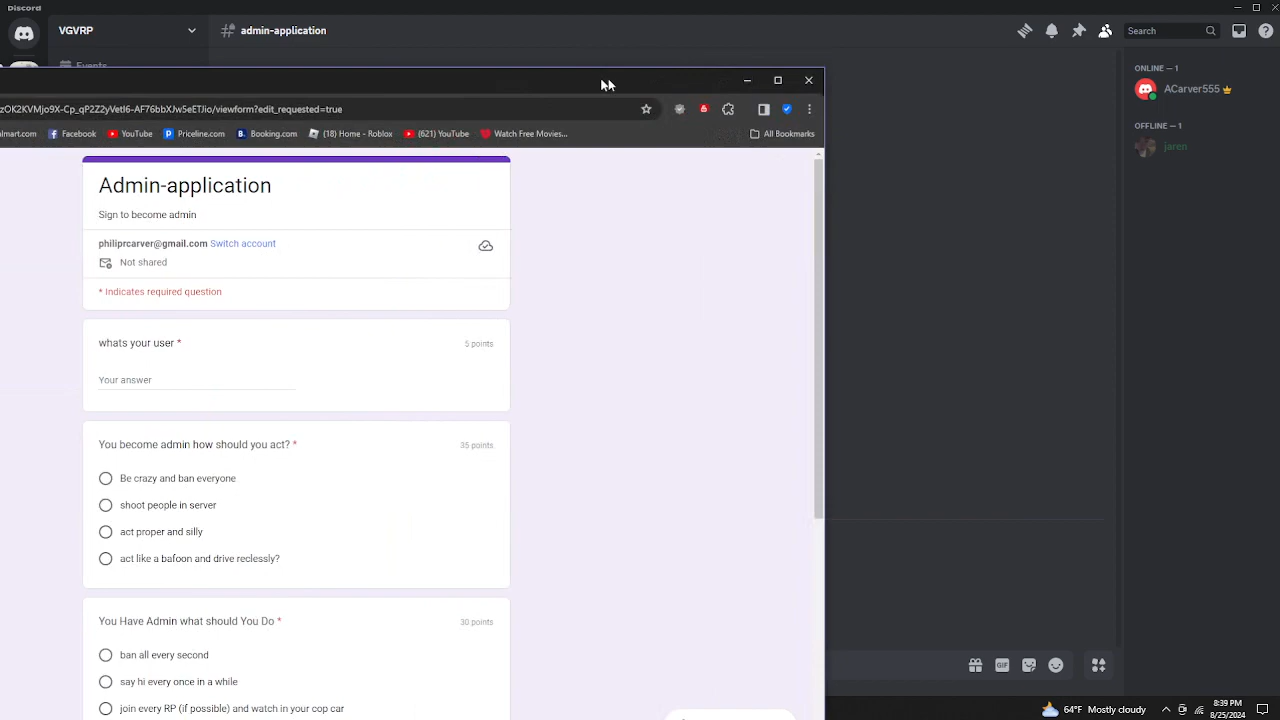 Discord
VGVRP
admin-application
Search
Events
zOK2KVMjo9X-Cp_qP2Z2yVetI6-AF76bbXJw5eETJio/viewform?edit_requested=true
lmart.com
Facebook
YouTube
Priceline.com
Booking.com
(18) Home - Roblox
(621) YouTube
Watch Free Movies...
All Bookmarks
Admin-application
Sign to become admin
philiprcarver@gmail.com Switch account
Not shared
* Indicates required question
whats your user *
5 points
Your answer
You become admin how should you act? *
35 points
Be crazy and ban everyone
shoot people in server
act proper and silly
act like a bafoon and drive reclessly?
You Have Admin what should You Do *
30 points
ban all every second
say hi every once in a while
join every RP (if possible) and watch in your cop car
ONLINE — 1
ACarver555
OFFLINE — 1
jaren
GIF
64°F Mostly cloudy
8:39 PM
8/25/2024